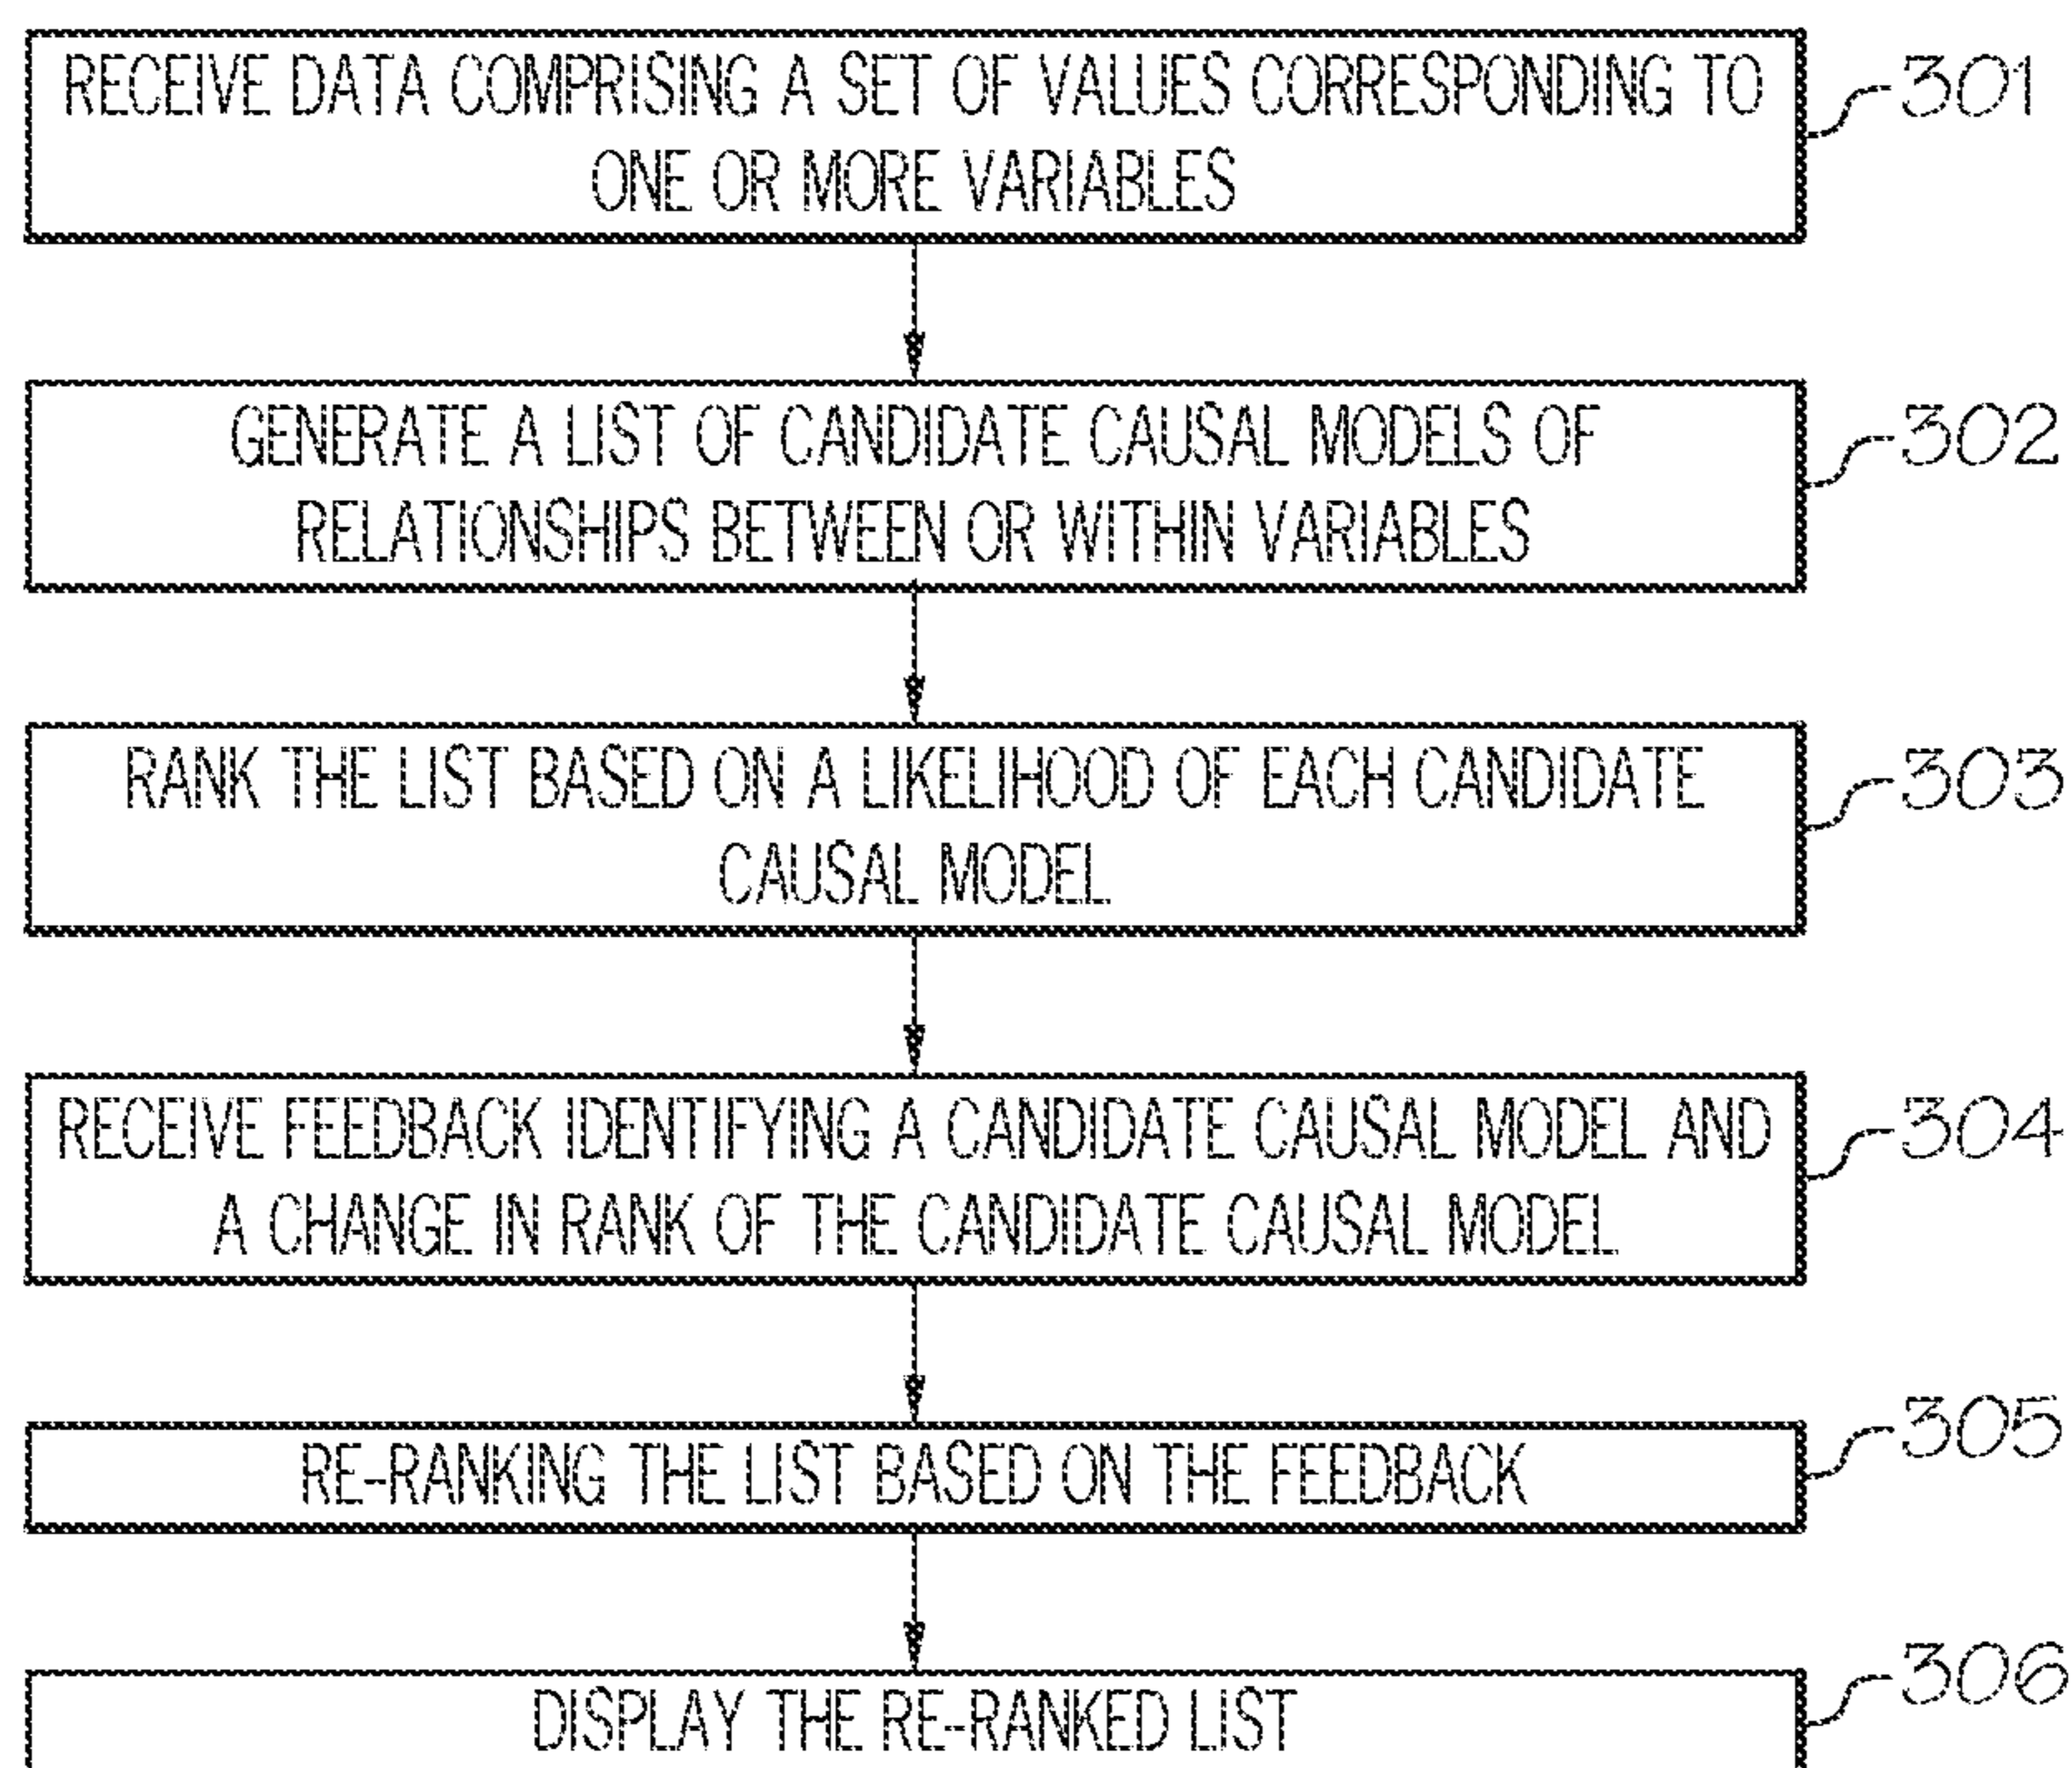 RECEIVE DATA COMPRISING A SET OF VALUES CORRESPONDING TO
ONE OR MORE VARIABLES
301
GENERATE A LIST OF CANDIDATE CAUSAL MODELS OF
RELATIONSHIPS BETWEEN OR WITHIN VARIABLES
302
RANK THE LIST BASED ON A LIKELIHOOD OF EACH CANDIDATE
CAUSAL MODEL
303
RECEIVE FEEDBACK IDENTIFYING A CANDIDATE CAUSAL MODEL AND
A CHANGE IN RANK OF THE CANDIDATE CAUSAL MODEL
304
RE-RANKING THE LIST BASED ON THE FEEDBACK
305
DISPLAY THE RE-RANKED LIST
306